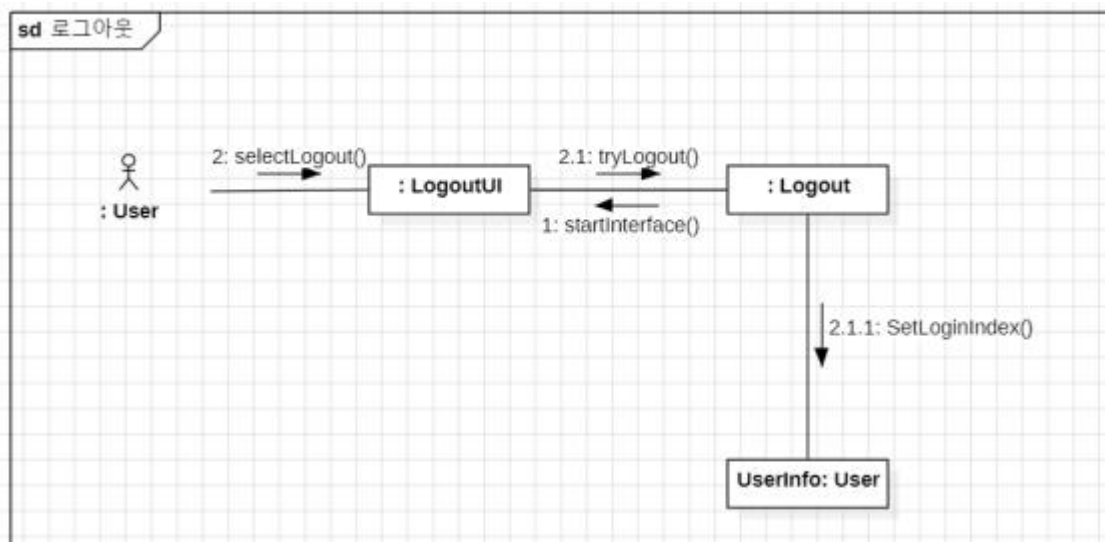 sd 로그아웃
2: selectLogout()
2.1: tryLogout()
: LogoutUI
: Logout
: User
1: startInterface()
2.1.1: SetLoginIndex()
UserInfo: User